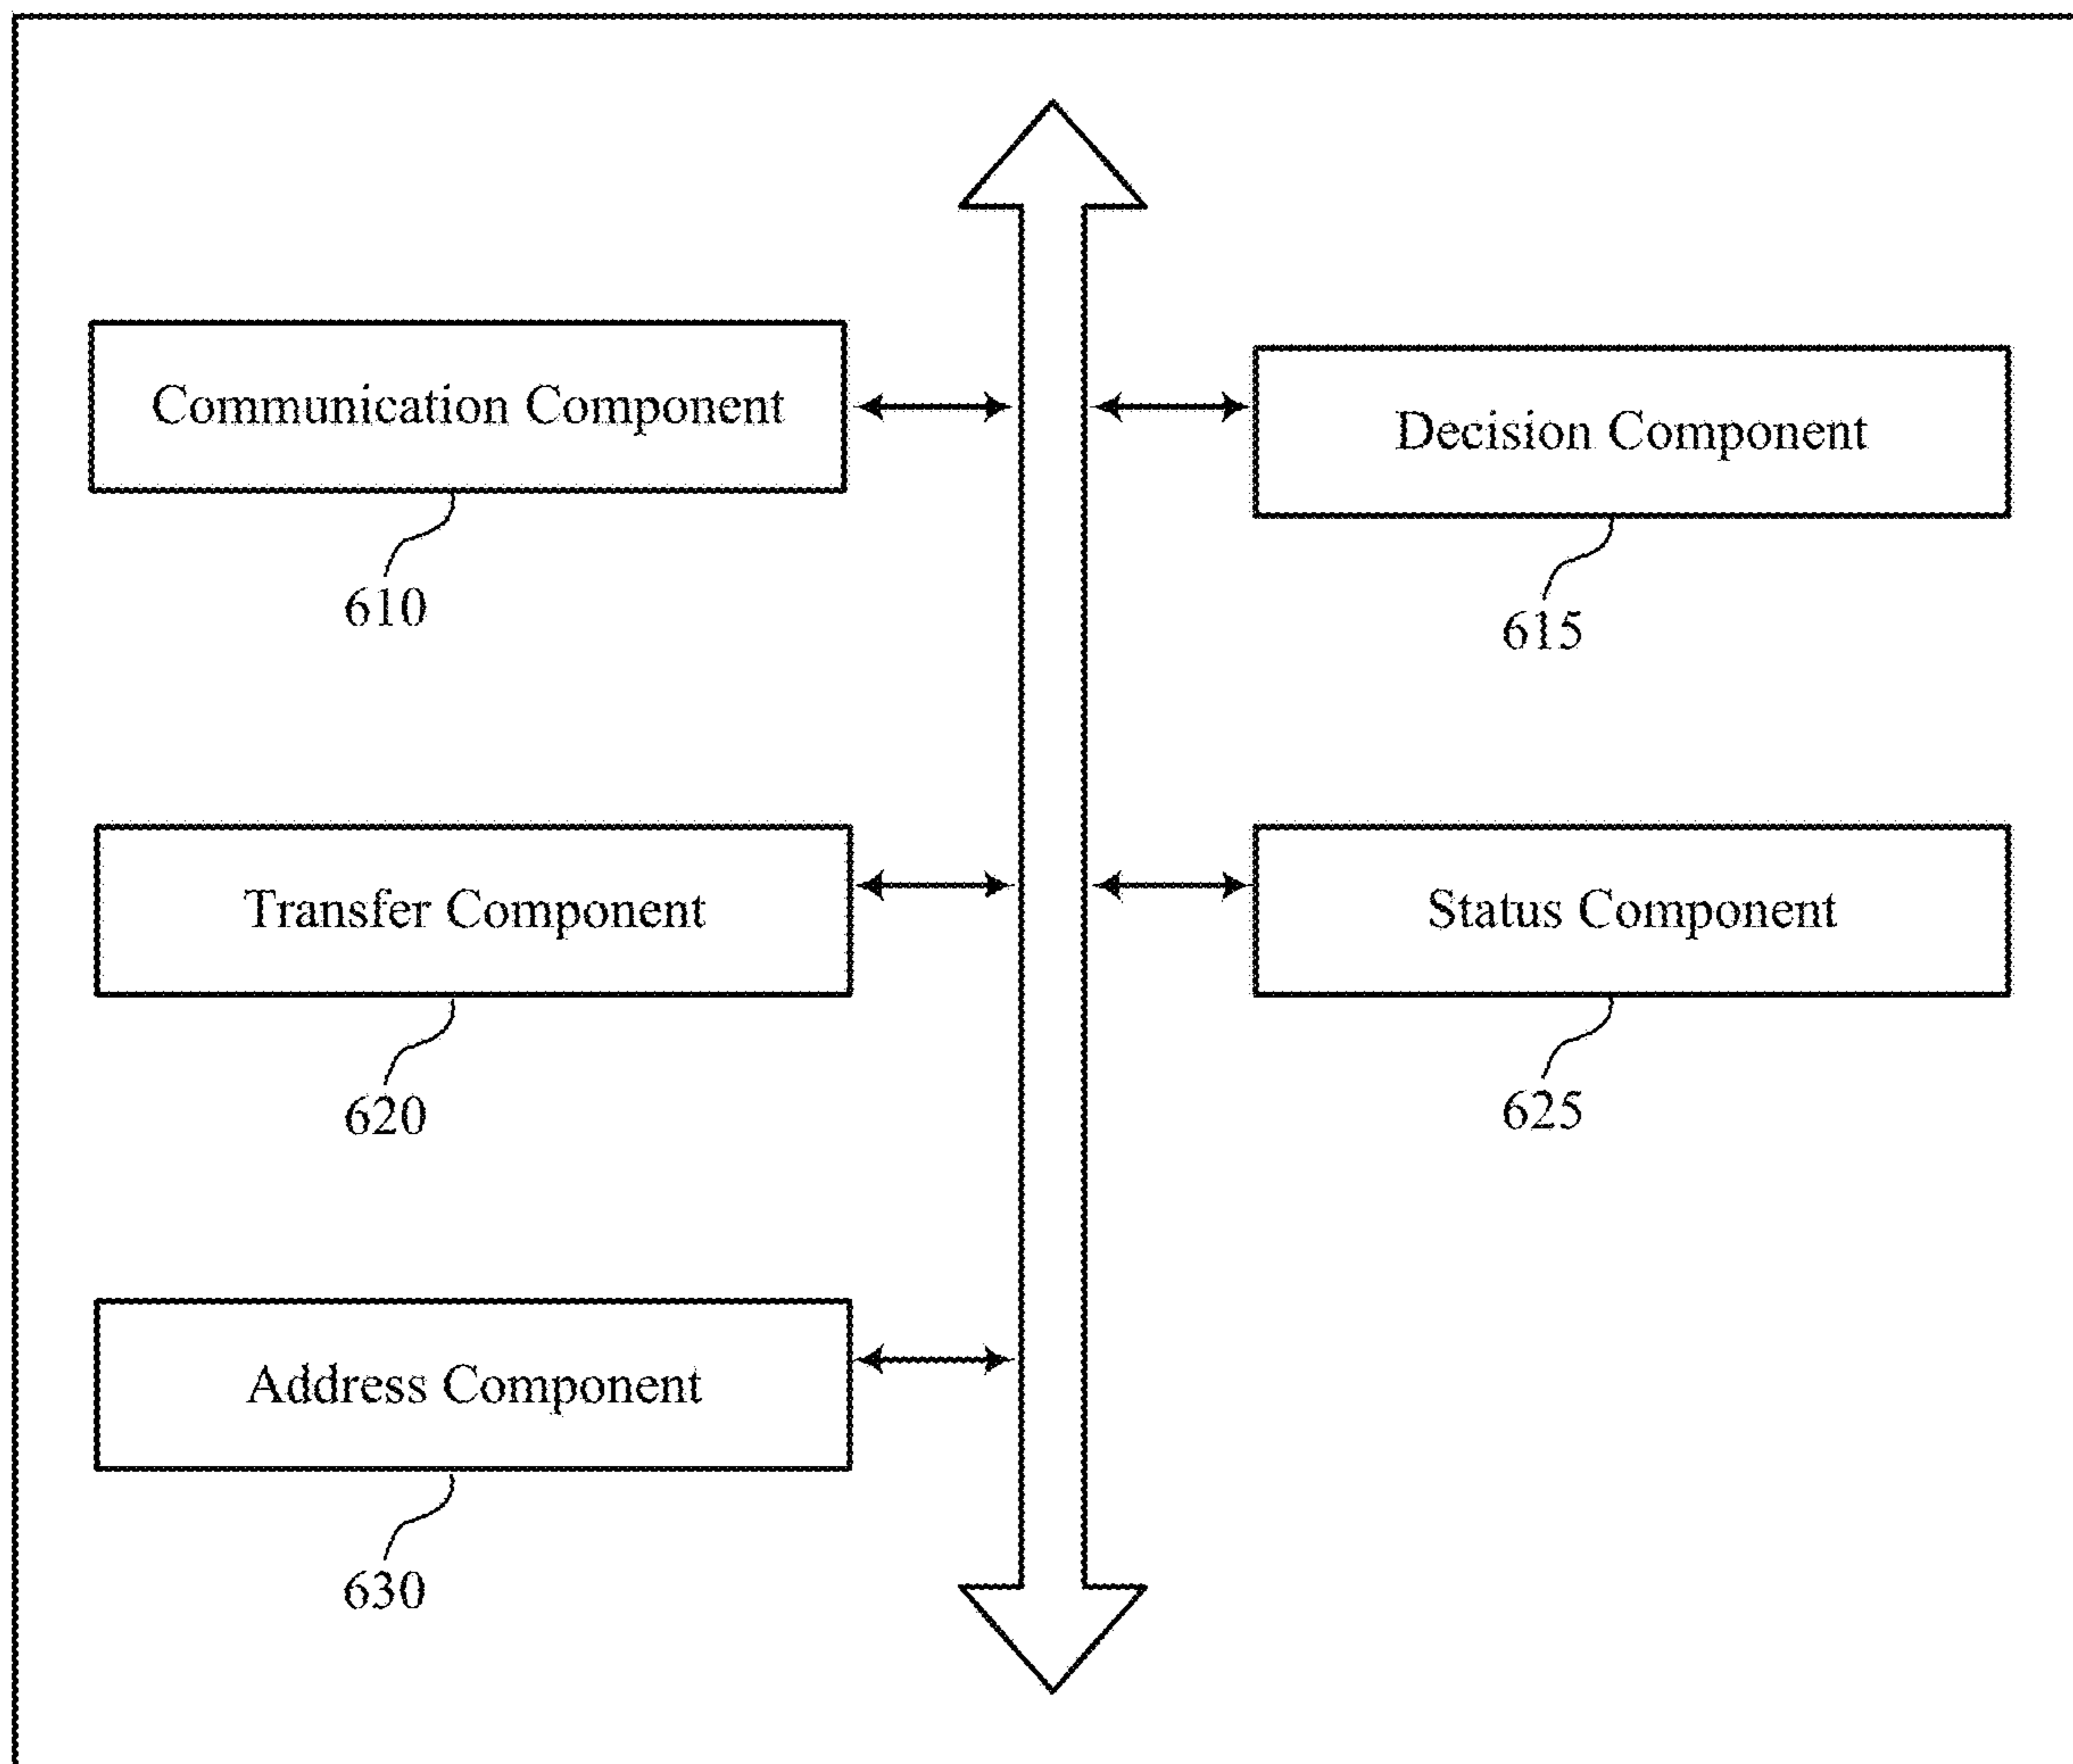 Communication Component
610
Decision Component
615
Transfer Component
620
Status Component
625
Address Component
630